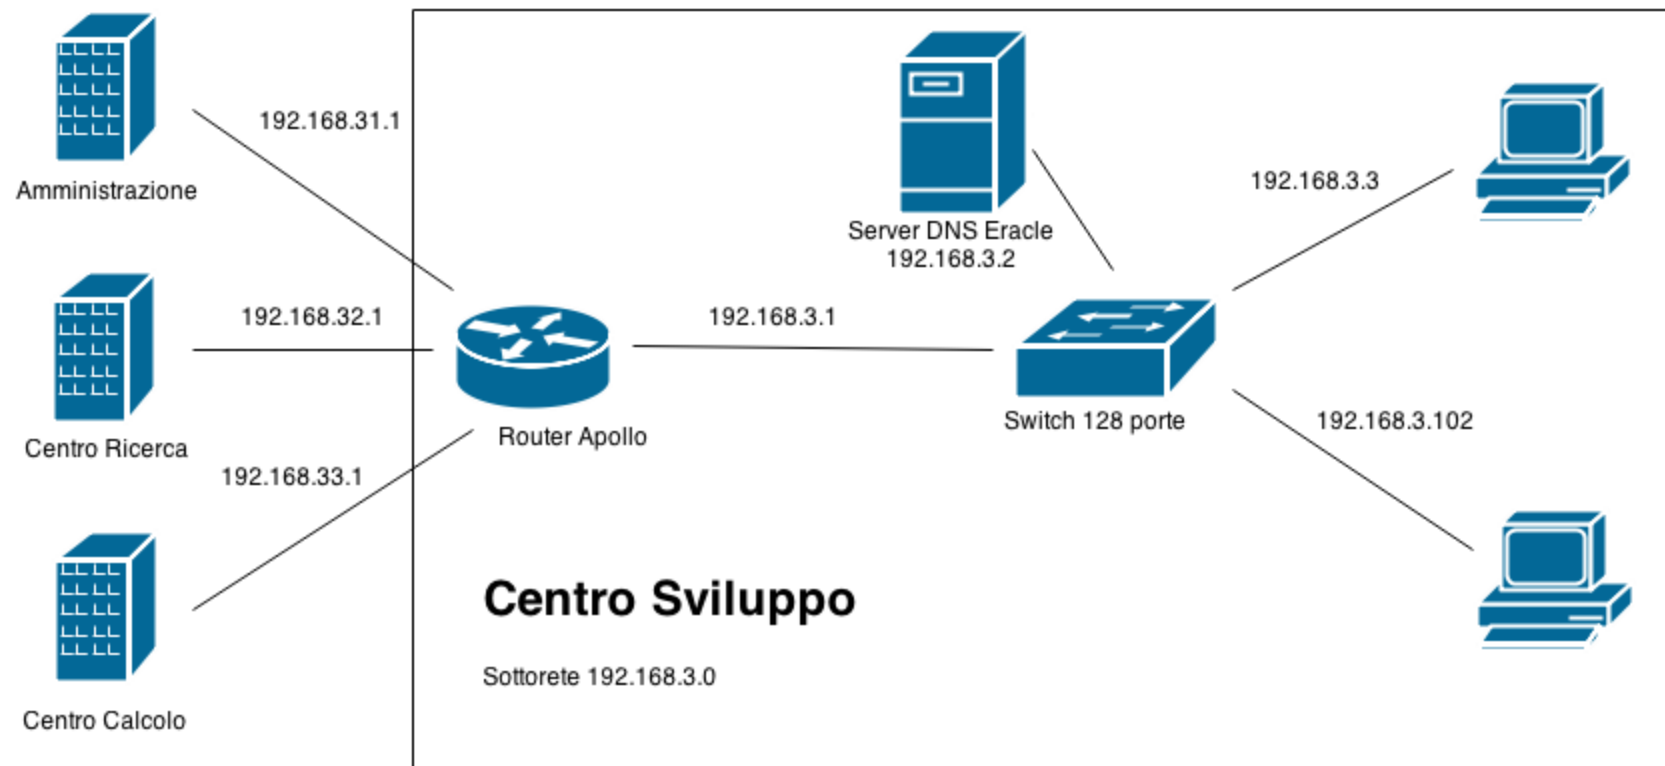 192.168.31.1
Amministrazione
192.168.32.1
Centro Ricerca
192.168.33.1
Centro Calcolo
Router Apollo
192.168.3.1
Server DNS Eracle
192.168.3.2
Switch 128 porte
192.168.3.3
192.168.3.102
Centro Sviluppo
Sottorete 192.168.3.0